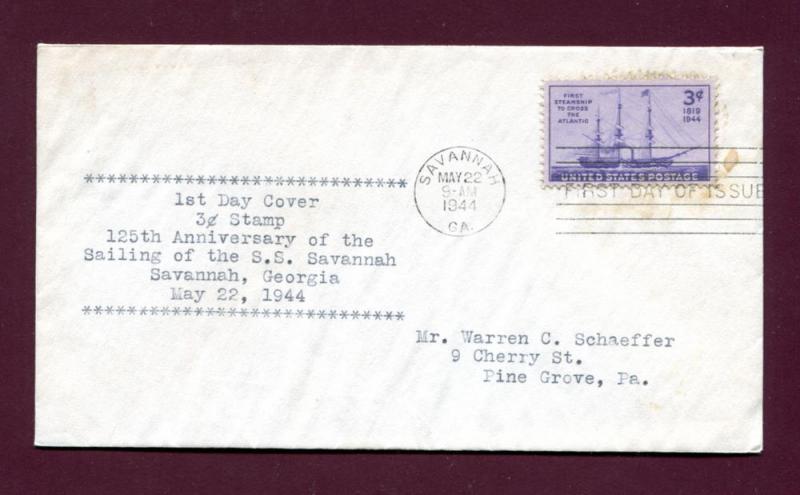 FIRST
STEAMSHIP
TO CROSS
THE
ATLANTIC
3¢
1819
1944
UNITED STATES POSTAGE
SAVANNAH
MAY 22
9-AM
1944
GA.
FIRST DAY OF ISSUE
*****************************
1st Day Cover
3¢ Stamp
125th Anniversary of the
Sailing of the S.S. Savannah
Savannah, Georgia
May 22, 1944
*****************************
Mr. Warren C. Schaeffer
9 Cherry St.
Pine Grove, Pa.